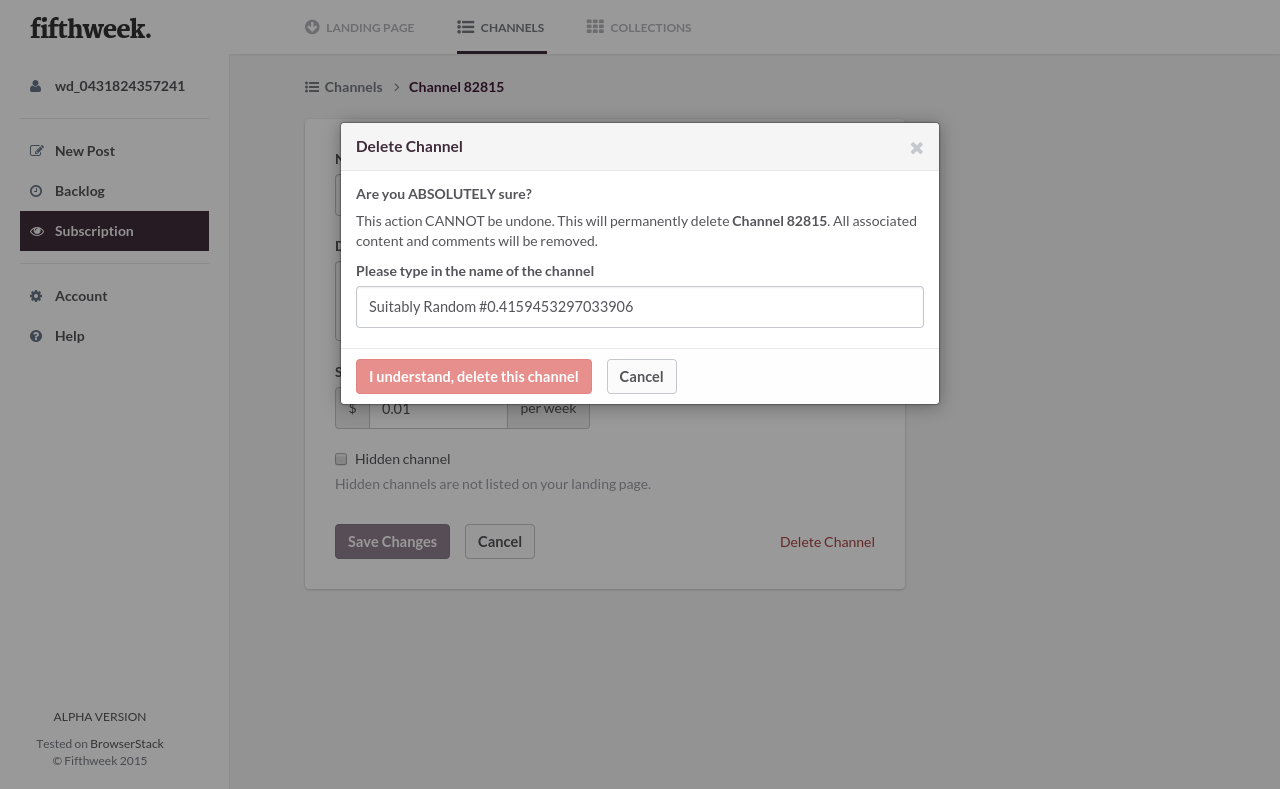 fifthweek.
LANDING PAGE
CHANNELS
COLLECTIONS
wd_0431824357241
Channels
Channel 82815
New Post
Backlog
Subscription
Account
Help
Delete Channel
Are you ABSOLUTELY sure?
This action CANNOT be undone. This will permanently delete Channel 82815. All associated
content and comments will be removed.
Please type in the name of the channel
Suitably Random #0.4159453297033906
I understand, delete this channel
Cancel
$ 0.01 per week
Hidden channel
Hidden channels are not listed on your landing page.
Save Changes
Cancel
Delete Channel
ALPHA VERSION
Tested on BrowserStack
© Fifthweek 2015